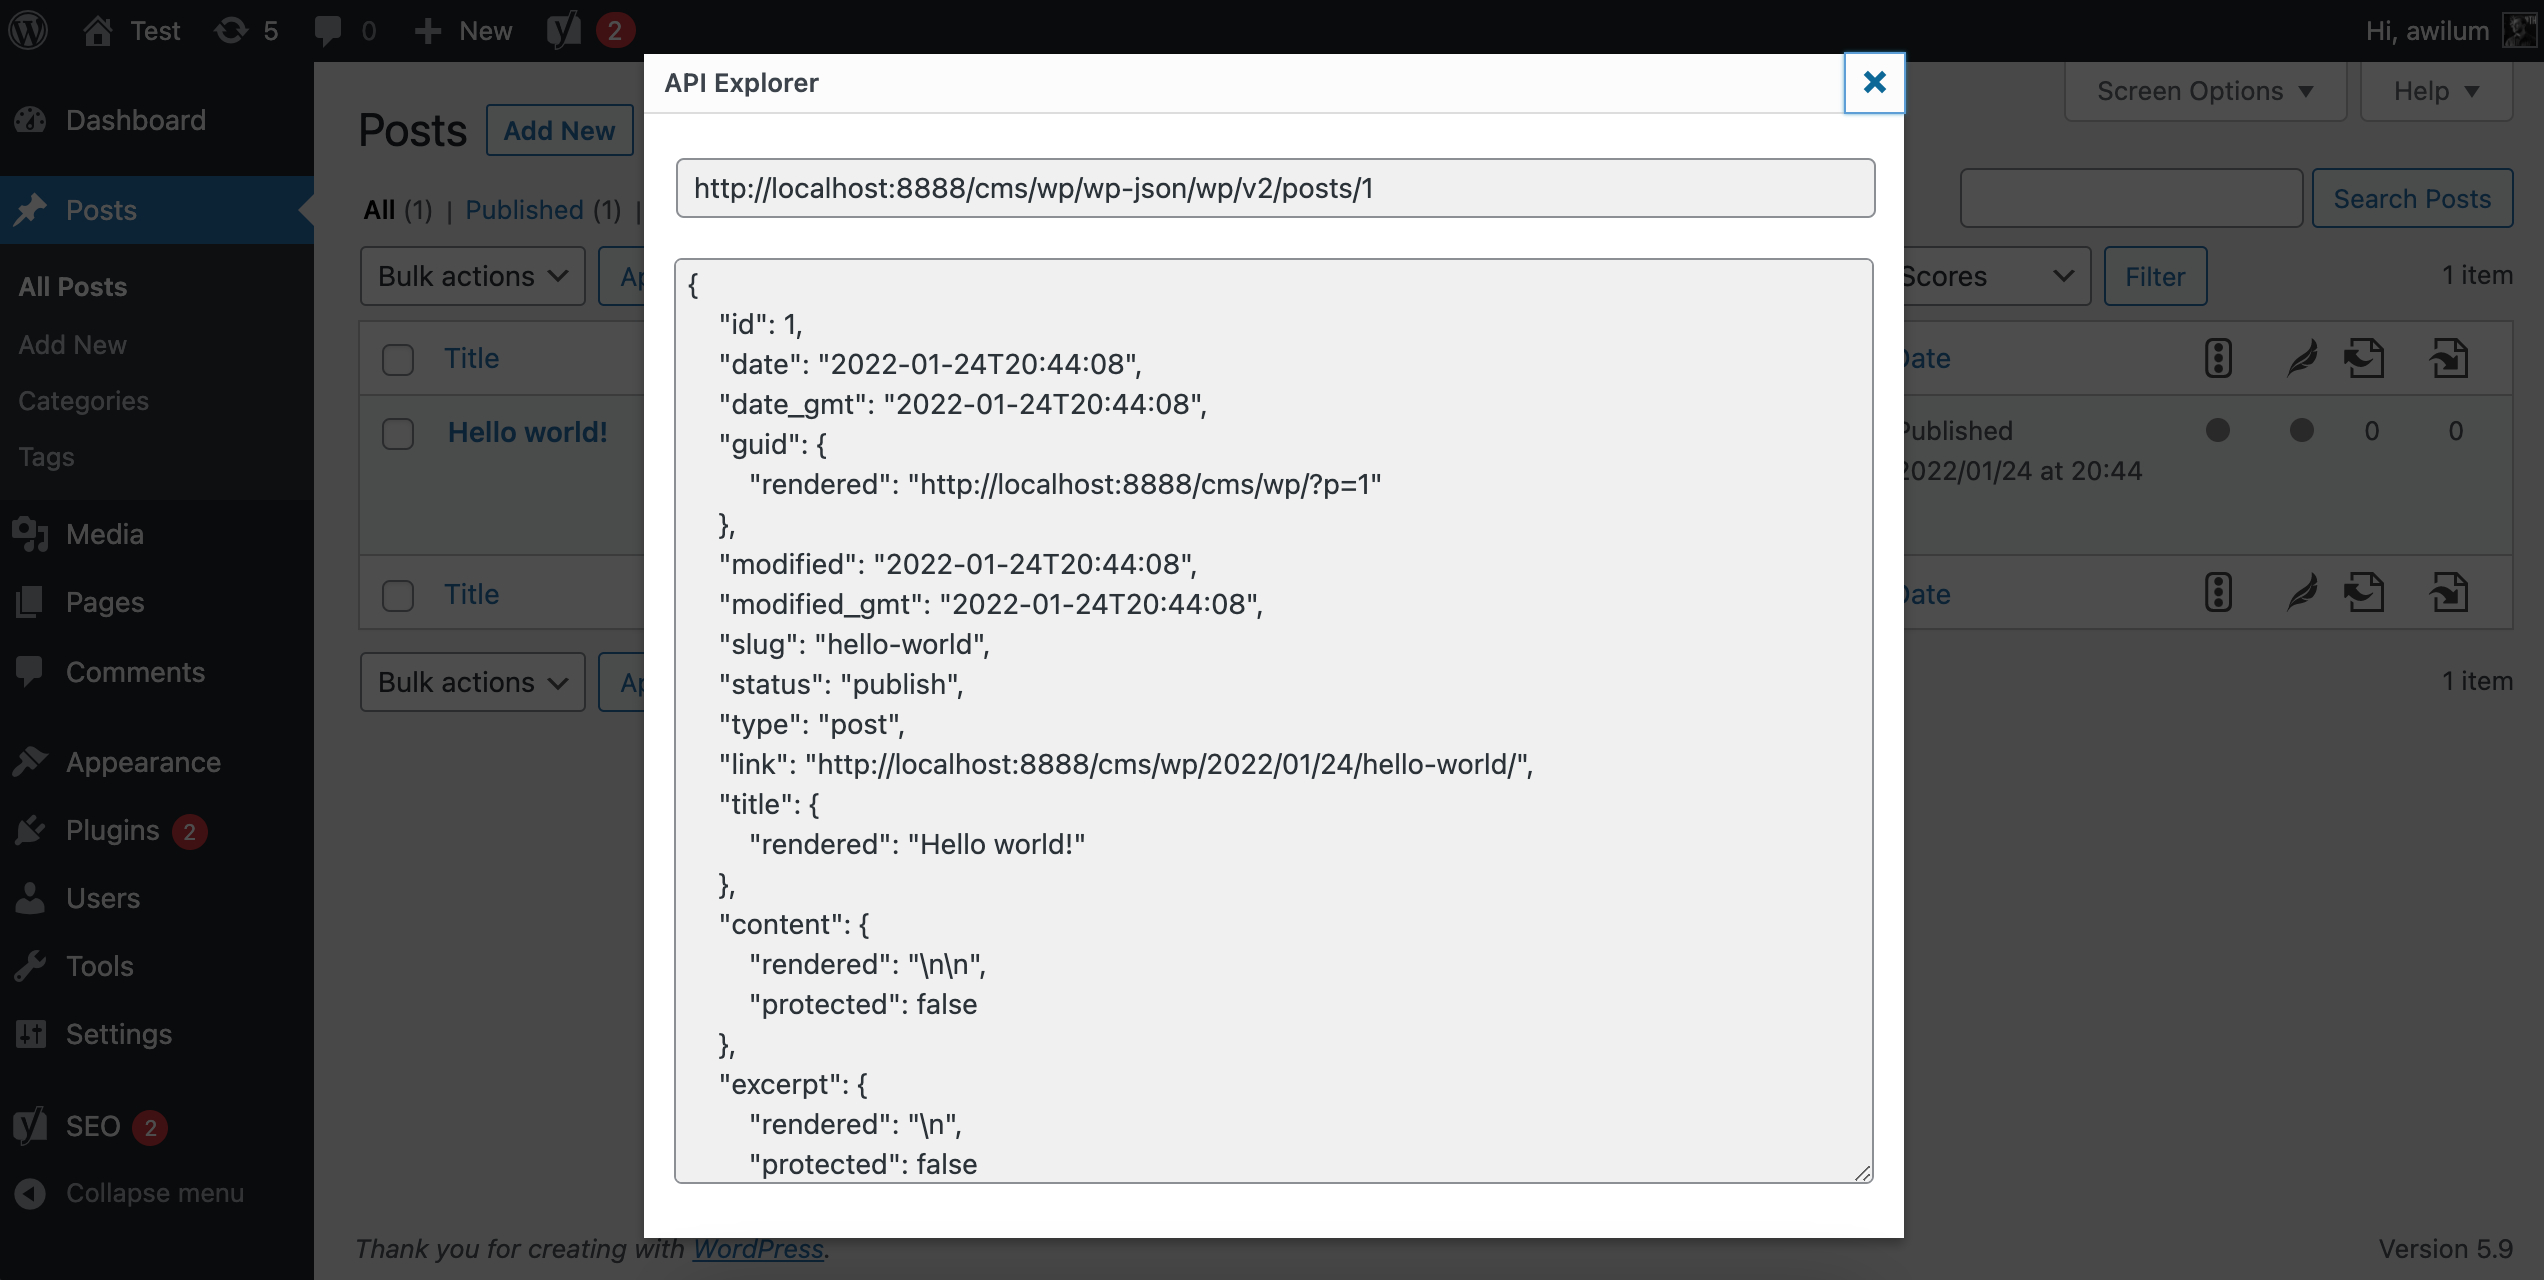 Test 5 0 New 2 Hi, awilum
API Explorer
Dashboard
Posts Add New
Screen Options Help
http://localhost:8888/cms/wp/wp-json/wp/v2/posts/1
Search Posts
Posts
All (1) | Published (1) |
Bulk actions
Scores Filter 1 item
All Posts
Add New
Categories
Tags
Title
Date
Hello world!
Published 0 0
2022/01/24 at 20:44
Title
Date
Bulk actions
1 item
{
"id": 1,
"date": "2022-01-24T20:44:08",
"date_gmt": "2022-01-24T20:44:08",
"guid": {
"rendered": "http://localhost:8888/cms/wp/?p=1"
},
"modified": "2022-01-24T20:44:08",
"modified_gmt": "2022-01-24T20:44:08",
"slug": "hello-world",
"status": "publish",
"type": "post",
"link": "http://localhost:8888/cms/wp/2022/01/24/hello-world/",
"title": {
"rendered": "Hello world!"
},
"content": {
"rendered": "\n\n",
"protected": false
},
"excerpt": {
"rendered": "\n",
"protected": false
Media
Pages
Comments
Appearance
Plugins 2
Users
Tools
Settings
SEO 2
Collapse menu
Thank you for creating with WordPress.
Version 5.9